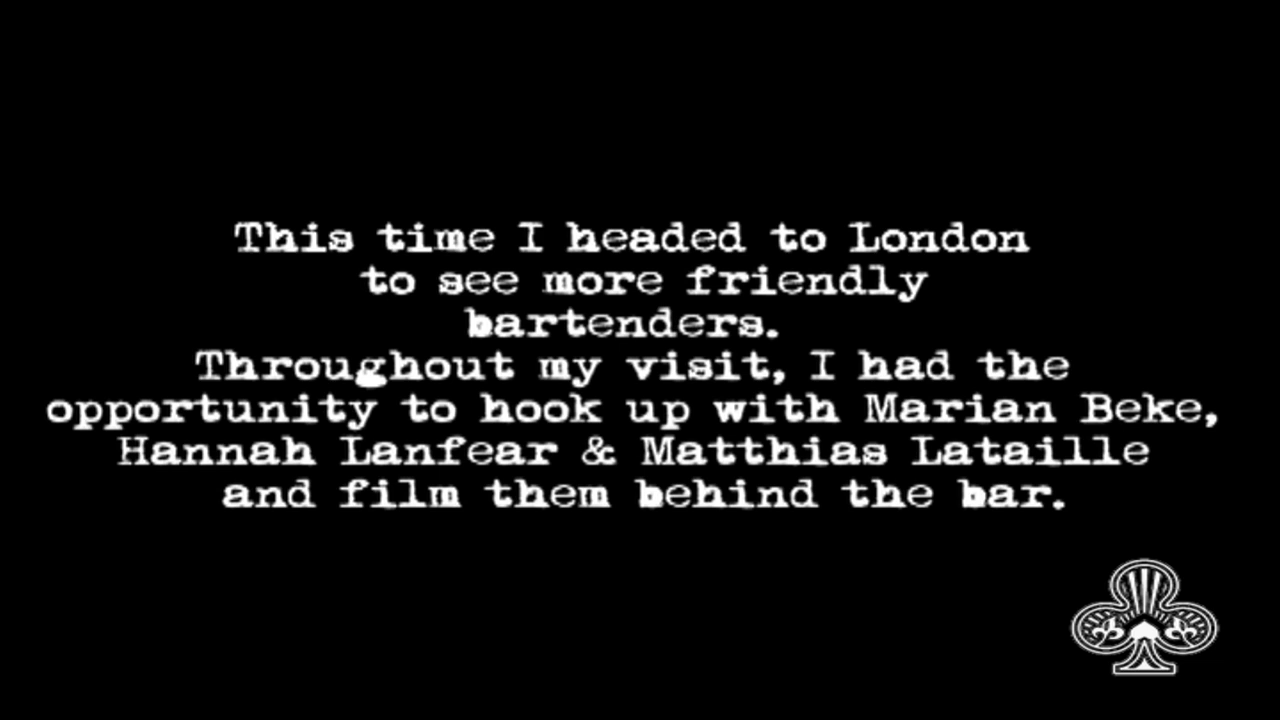 This time I headed to London
to see more friendly
bartenders.
Throughout my visit, I had the
opportunity to hook up with Marian Beke,
Hannah Lanfear & Matthias Lataille
and film them behind the bar.